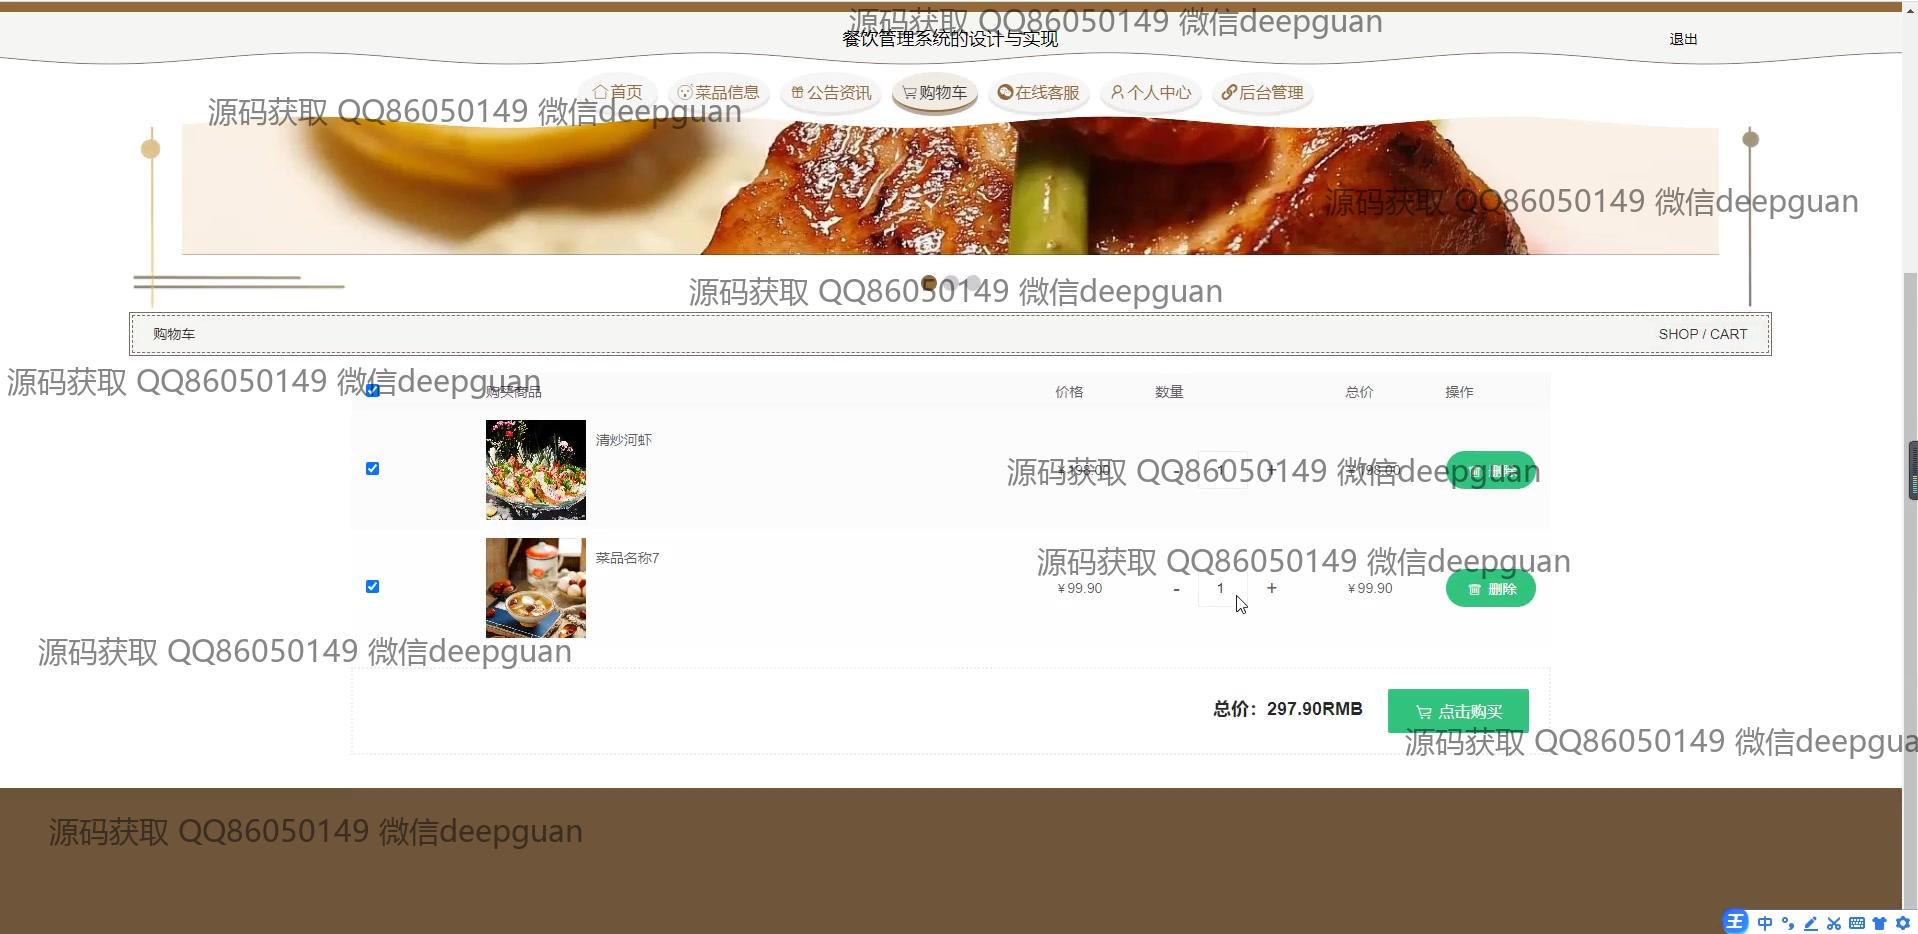 源码获取 QQ86050149 微信deepguan
餐饮管理系统的设计与实现
退出
首页 菜品信息 公告资讯 购物车 在线客服 个人中心 后台管理
源码获取 QQ86050149 微信deepguan
源码获取 QQ86050149 微信deepguan
源码获取 QQ86050149 微信deepguan
购物车 SHOP / CART
源码获取 QQ86050149 微信deepguan
购买商品 价格 数量 总价 操作
清炒河虾
￥198.00 - 1 + ￥198.00 删除
源码获取 QQ86050149 微信deepguan
菜品名称7
源码获取 QQ86050149 微信deepguan
￥99.90 - 1 + ￥99.90 删除
源码获取 QQ86050149 微信deepguan
总价：297.90RMB 点击购买
源码获取 QQ86050149 微信deepgua
源码获取 QQ86050149 微信deepguan
王 中